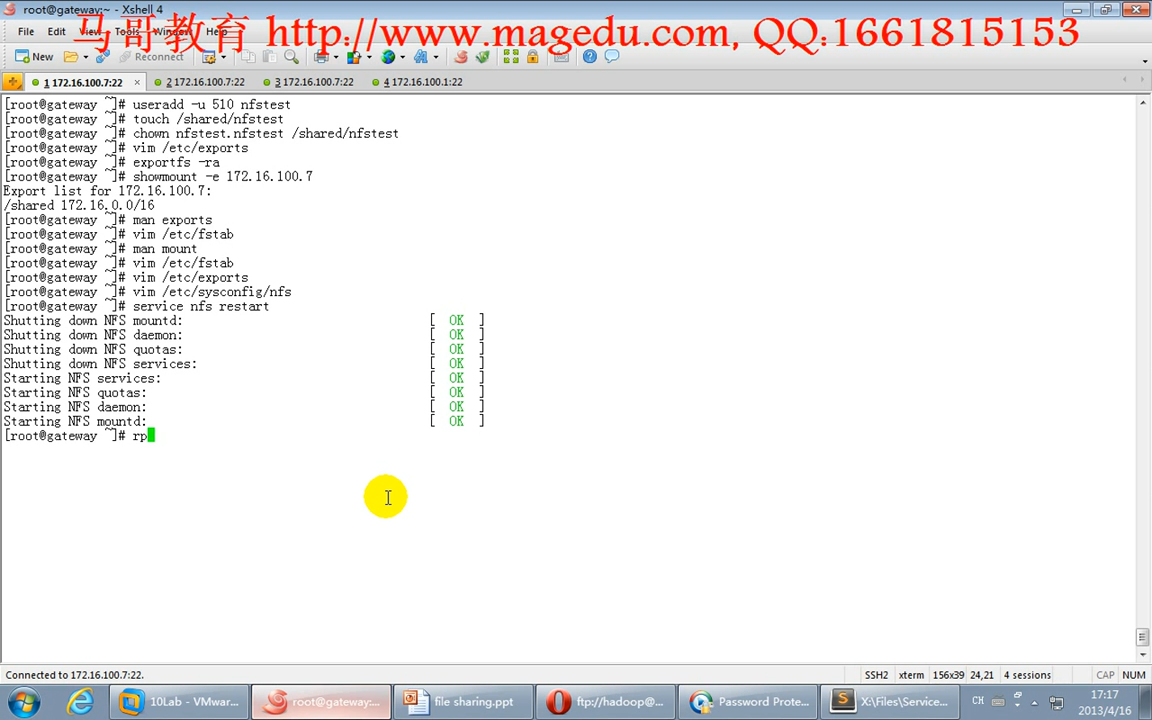 root@gateway:~ - Xshell 4
File Edit View Tools Window Help
马哥教育 http://www.magedu.com, QQ:1661815153
New Reconnect
1 172.16.100.7:22 × 2 172.16.100.7:22 3 172.16.100.7:22 4 172.16.100.1:22
[root@gateway ~]# useradd -u 510 nfstest
[root@gateway ~]# touch /shared/nfstest
[root@gateway ~]# chown nfstest.nfstest /shared/nfstest
[root@gateway ~]# vim /etc/exports
[root@gateway ~]# exportfs -ra
[root@gateway ~]# showmount -e 172.16.100.7
Export list for 172.16.100.7:
/shared 172.16.0.0/16
[root@gateway ~]# man exports
[root@gateway ~]# vim /etc/fstab
[root@gateway ~]# man mount
[root@gateway ~]# vim /etc/fstab
[root@gateway ~]# vim /etc/exports
[root@gateway ~]# vim /etc/sysconfig/nfs
[root@gateway ~]# service nfs restart
Shutting down NFS mountd: [ OK ]
Shutting down NFS daemon: [ OK ]
Shutting down NFS quotas: [ OK ]
Shutting down NFS services: [ OK ]
Starting NFS services: [ OK ]
Starting NFS quotas: [ OK ]
Starting NFS daemon: [ OK ]
Starting NFS mountd: [ OK ]
[root@gateway ~]# rp
Connected to 172.16.100.7:22. SSH2 xterm 156x39 24,21 4 sessions CAP NUM
10Lab - VMwar... root@gateway:... file sharing.ppt ftp://hadoop@... Password Prote... X:\Files\Service... CH 17:17
2013/4/16